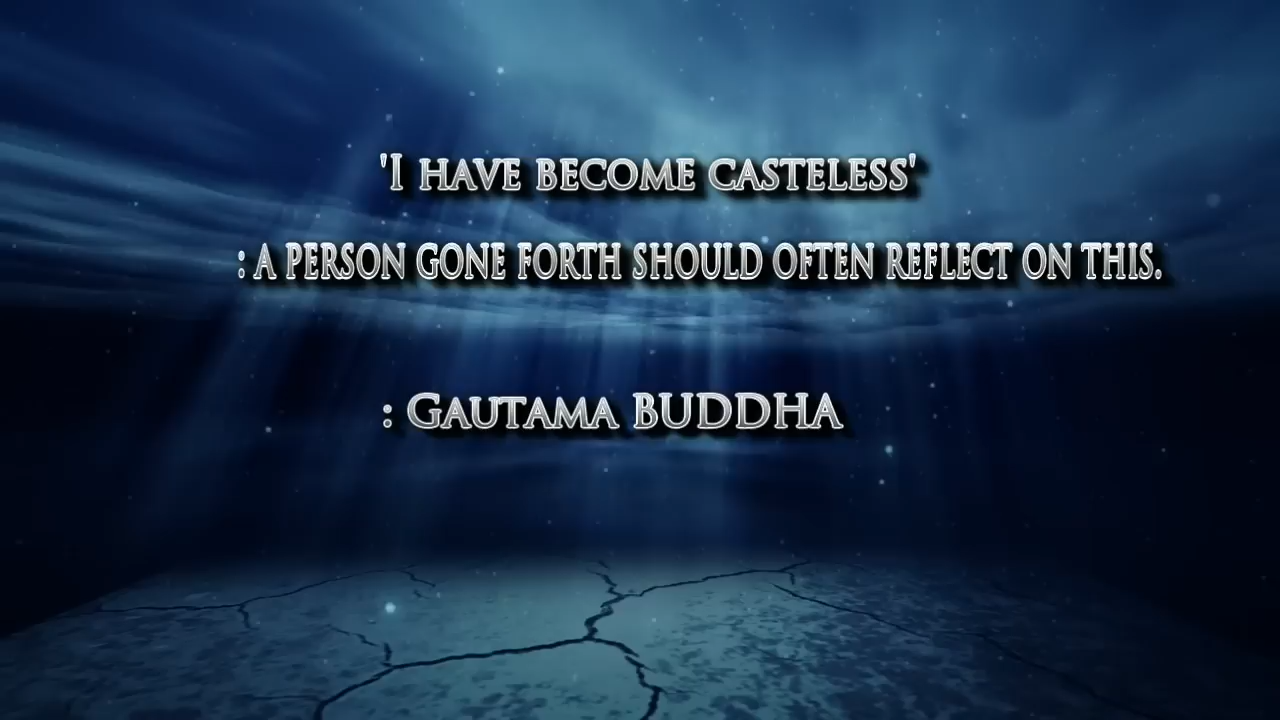 'I HAVE BECOME CASTELESS'
: A PERSON GONE FORTH SHOULD OFTEN REFLECT ON THIS.
: GAUTAMA BUDDHA